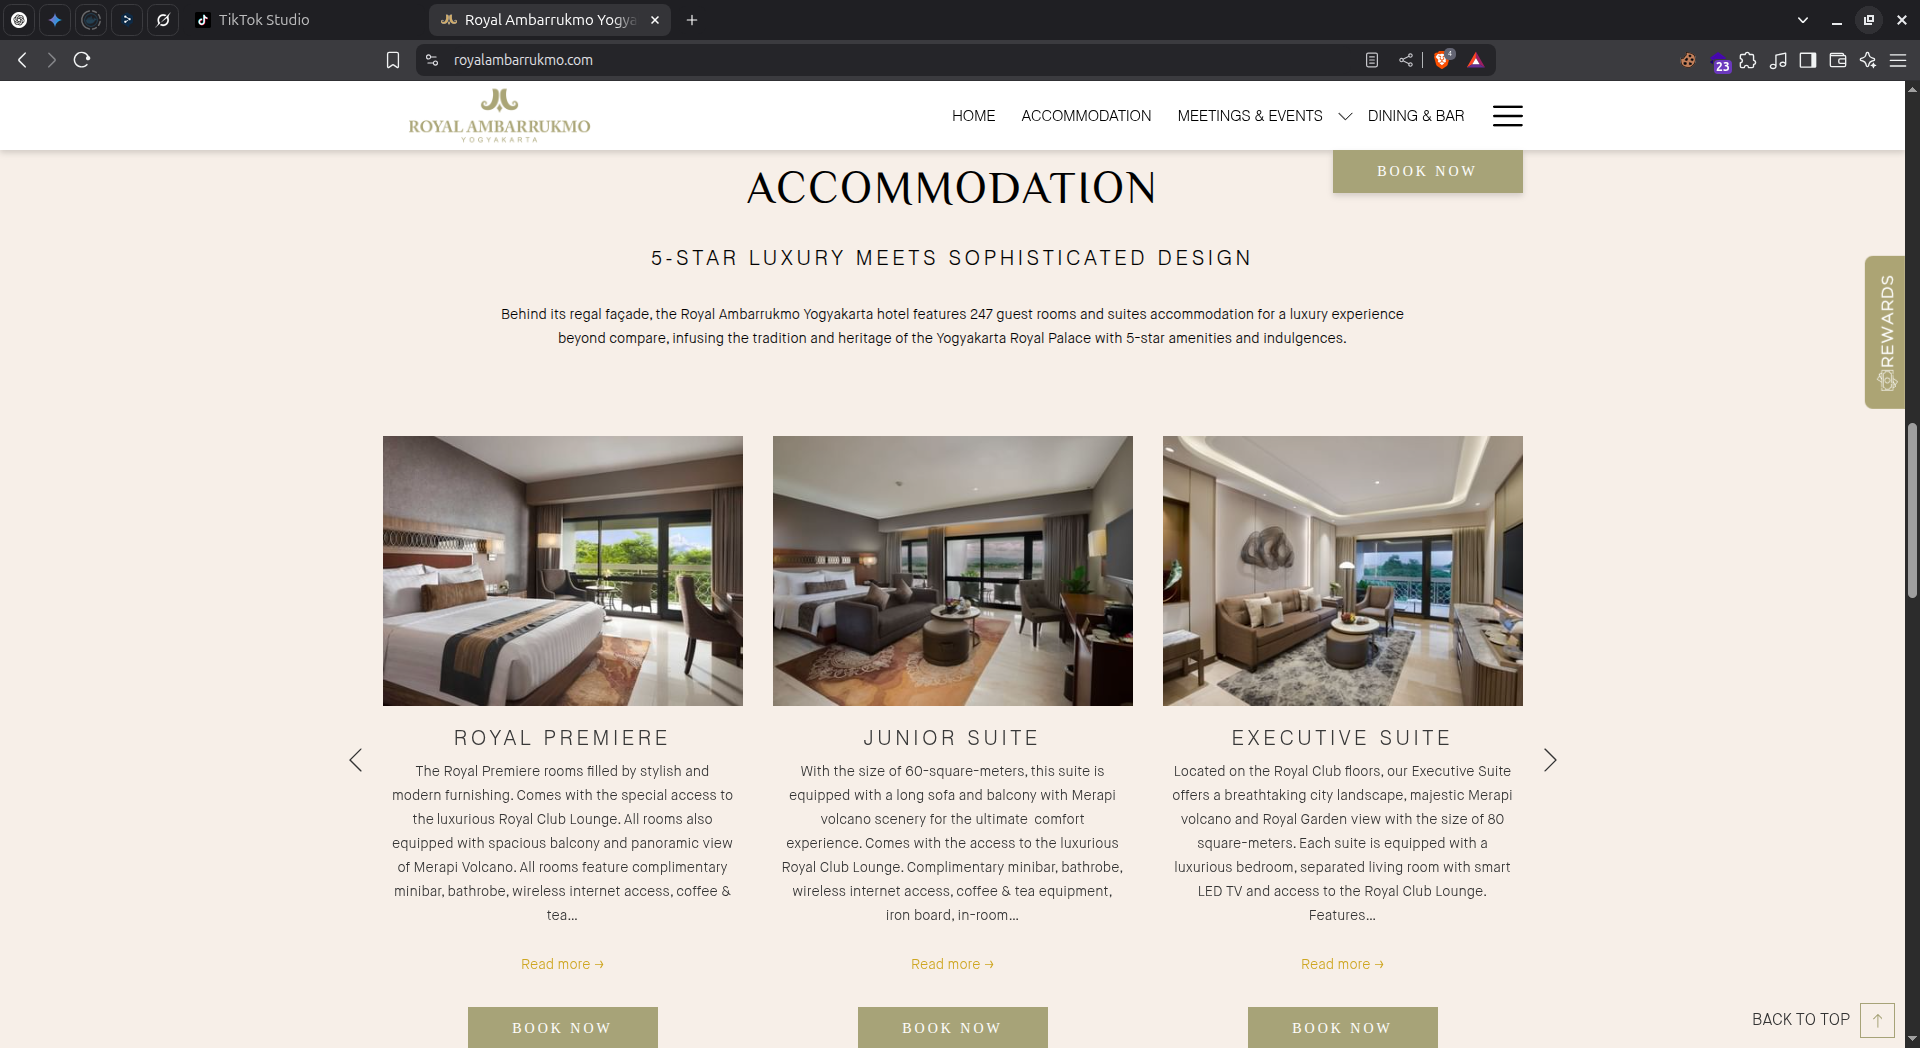 TikTok Studio
Royal Ambarrukmo Yogya
royalambarrukmo.com
4
23
ROYAL AMBARRUKMO
YOGYAKARTA
HOME
ACCOMMODATION
MEETINGS & EVENTS
DINING & BAR
BOOK NOW
ACCOMMODATION
5-STAR LUXURY MEETS SOPHISTICATED DESIGN
Behind its regal façade, the Royal Ambarrukmo Yogyakarta hotel features 247 guest rooms and suites accommodation for a luxury experience
beyond compare, infusing the tradition and heritage of the Yogyakarta Royal Palace with 5-star amenities and indulgences.
REWARDS
ROYAL PREMIERE
The Royal Premiere rooms filled by stylish and
modern furnishing. Comes with the special access to
the luxurious Royal Club Lounge. All rooms also
equipped with spacious balcony and panoramic view
of Merapi Volcano. All rooms feature complimentary
minibar, bathrobe, wireless internet access, coffee &
tea...
Read more →
BOOK NOW
JUNIOR SUITE
With the size of 60-square-meters, this suite is
equipped with a long sofa and balcony with Merapi
volcano scenery for the ultimate  comfort
experience. Comes with the access to the luxurious
Royal Club Lounge. Complimentary minibar, bathrobe,
wireless internet access, coffee & tea equipment,
iron board, in-room...
Read more →
BOOK NOW
EXECUTIVE SUITE
Located on the Royal Club floors, our Executive Suite
offers a breathtaking city landscape, majestic Merapi
volcano and Royal Garden view with the size of 80
square-meters. Each suite is equipped with a
luxurious bedroom, separated living room with smart
LED TV and access to the Royal Club Lounge.
Features...
Read more →
BOOK NOW
BACK TO TOP